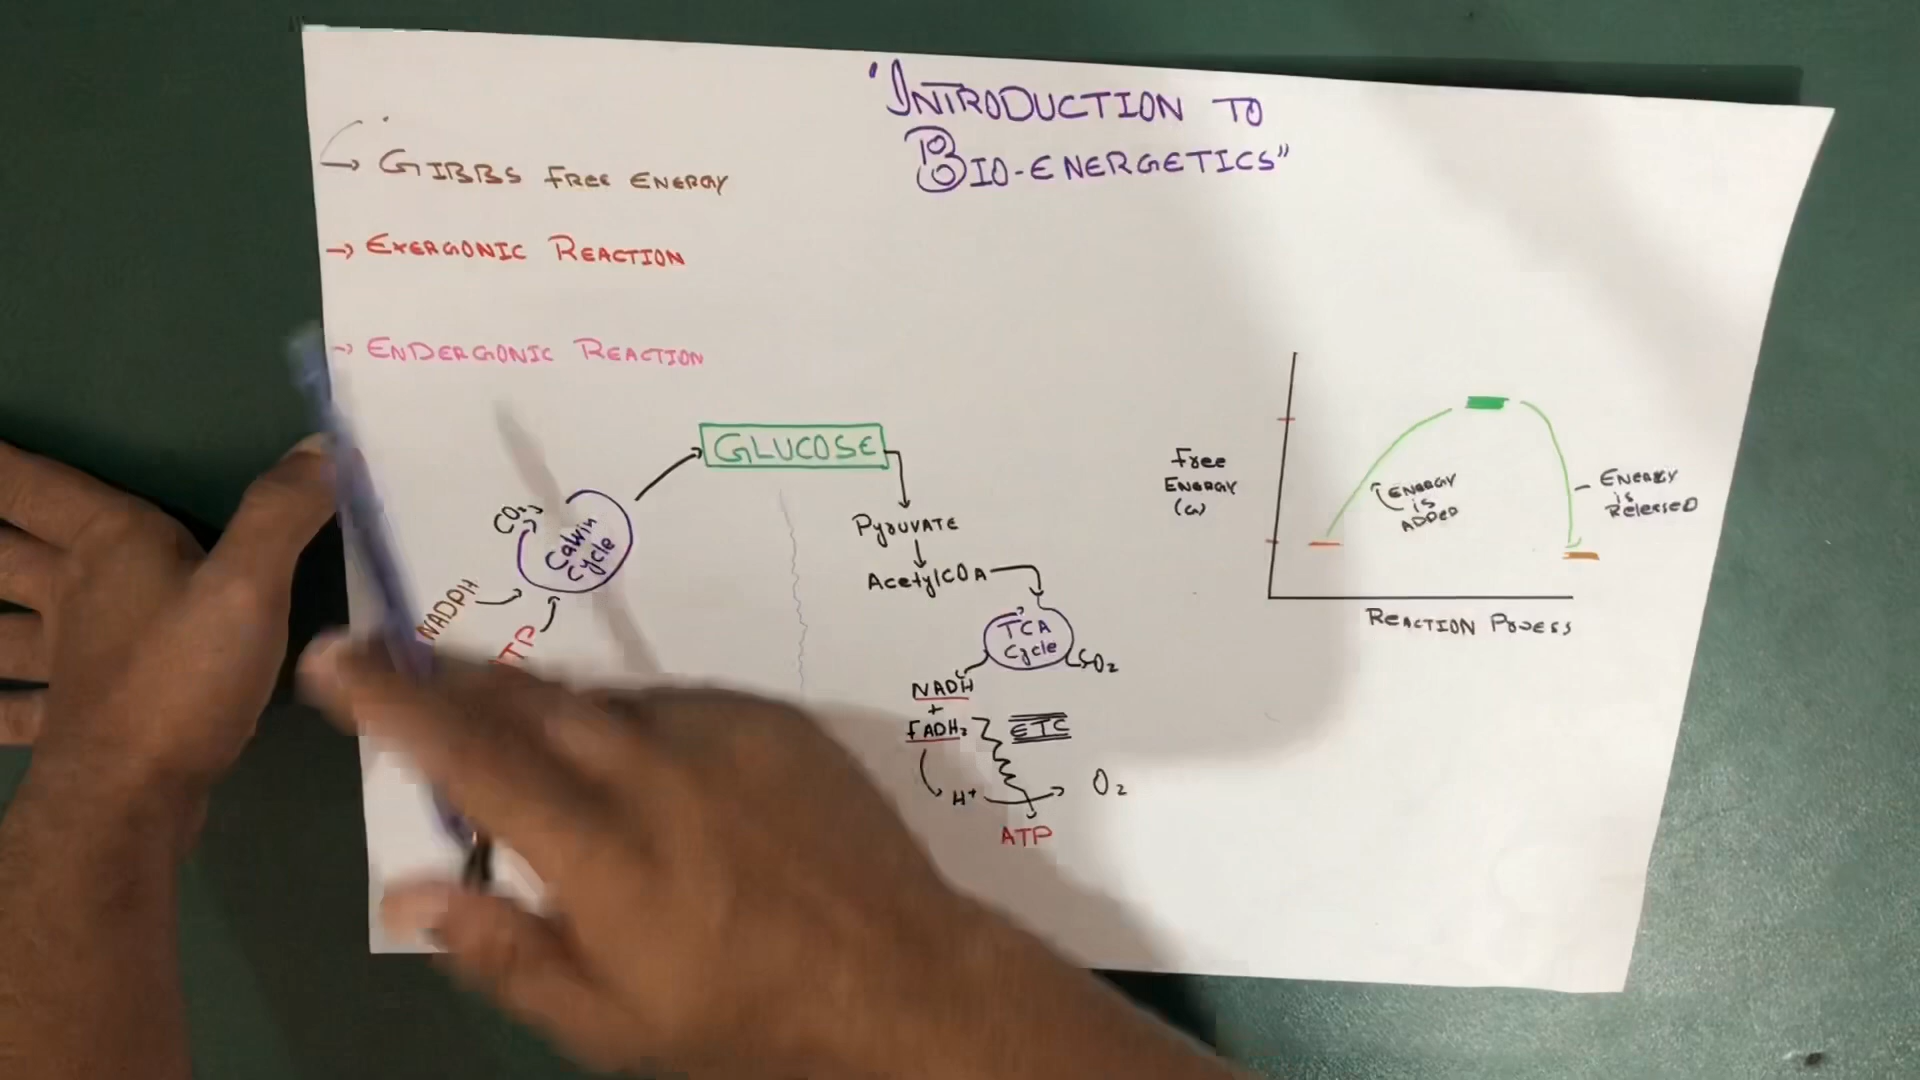 "INTRODUCTION TO
BIO-ENERGETICS"
→ GIBBS FREE ENERGY
→ EXERGONIC REACTION
→ ENDERGONIC REACTION
GLUCOSE
CO2
Calvin
Cycle
NADPH
PYRUVATE
AcetylCOA
TCA
Cycle
CO2
NADH
+
FADH2
ETC
H+
O2
ATP
Free
ENERGY
(G)
ENERGY
is
ADDED
ENERGY
is
Released
REACTION